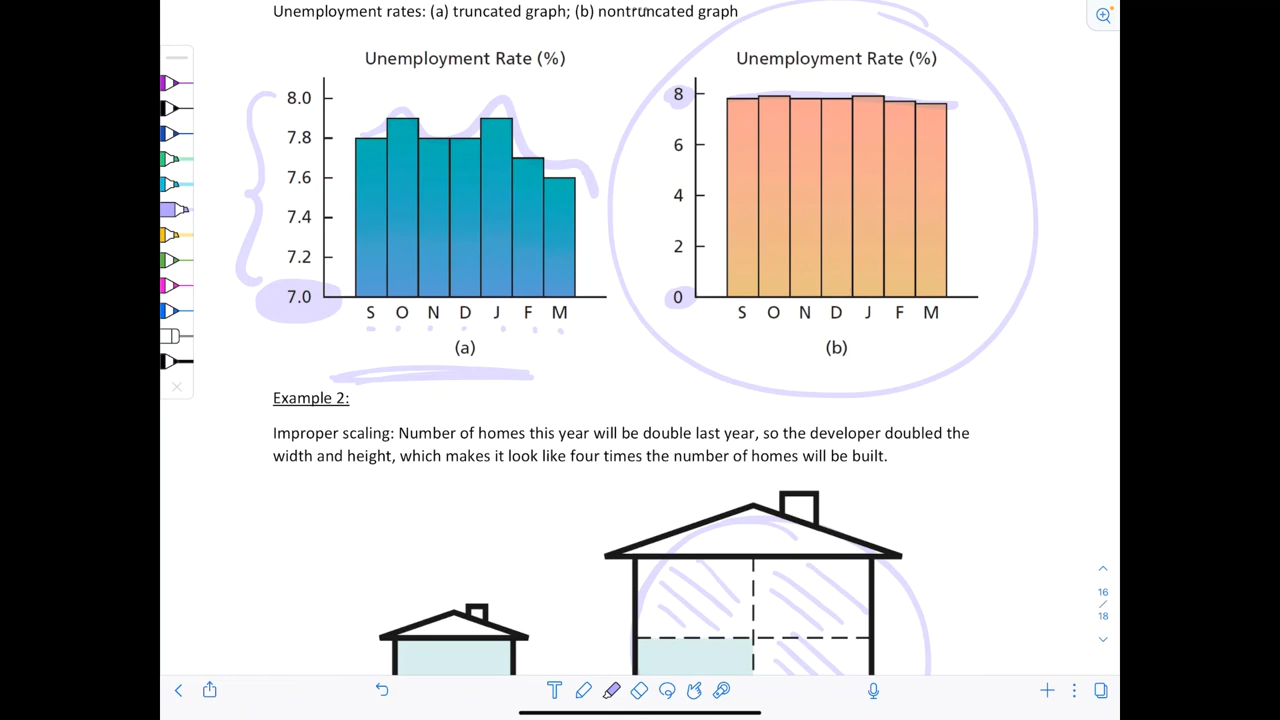 Unemployment rates: (a) truncated graph; (b) nontruncated graph
Unemployment Rate (%)
8.0
7.8
7.6
7.4
7.2
7.0
S O N D J F M
(a)
Unemployment Rate (%)
8
6
4
2
0
S O N D J F M
(b)
Example 2:
Improper scaling: Number of homes this year will be double last year, so the developer doubled the
width and height, which makes it look like four times the number of homes will be built.
16
/
18
T